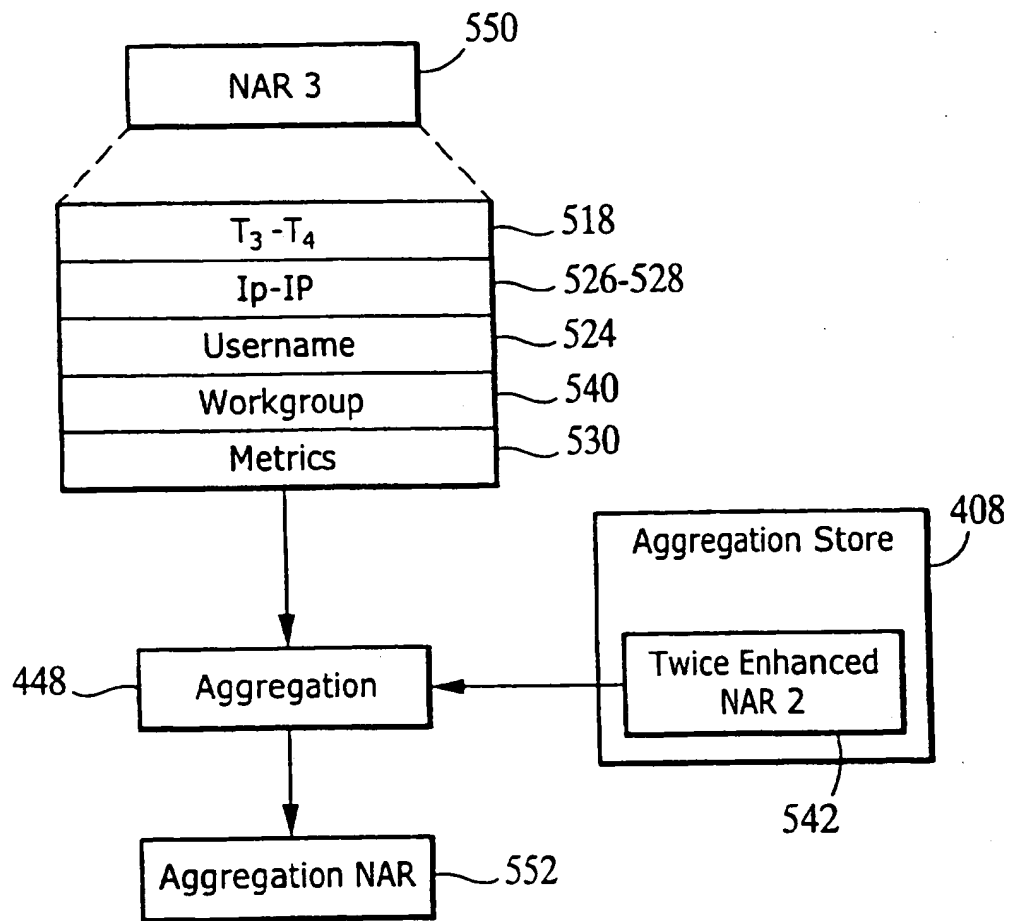 550
NAR 3
T₃-T₄
518
Ip-IP
526-528
Username
524
Workgroup
540
Metrics
530
408
Aggregation Store
448
Aggregation
Twice Enhanced
NAR 2
542
Aggregation NAR
552